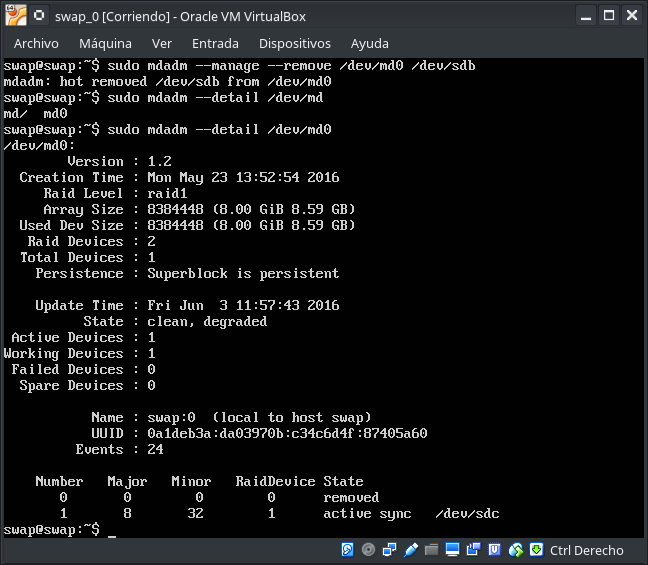 swap_0 [Corriendo] - Oracle VM VirtualBox
Archivo Máquina Ver Entrada Dispositivos Ayuda
swap@swap:~$ sudo mdadm --manage --remove /dev/md0 /dev/sdb
mdadm: hot removed /dev/sdb from /dev/md0
swap@swap:~$ sudo mdadm --detail /dev/md
md/  md0
swap@swap:~$ sudo mdadm --detail /dev/md0
/dev/md0:
        Version : 1.2
  Creation Time : Mon May 23 13:52:54 2016
     Raid Level : raid1
     Array Size : 8384448 (8.00 GiB 8.59 GB)
  Used Dev Size : 8384448 (8.00 GiB 8.59 GB)
   Raid Devices : 2
  Total Devices : 1
    Persistence : Superblock is persistent

    Update Time : Fri Jun  3 11:57:43 2016
          State : clean, degraded
 Active Devices : 1
Working Devices : 1
 Failed Devices : 0
  Spare Devices : 0

           Name : swap:0  (local to host swap)
           UUID : 0a1deb3a:da03970b:c34c6d4f:87405a60
         Events : 24

    Number   Major   Minor   RaidDevice State
       0       0        0        0      removed
       1       8       32        1      active sync   /dev/sdc
swap@swap:~$ _
Ctrl Derecho